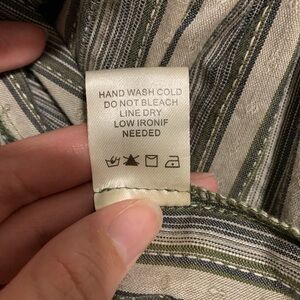 HAND WASH COLD
DO NOT BLEACH
LINE DRY
LOW IRONIF
NEEDED